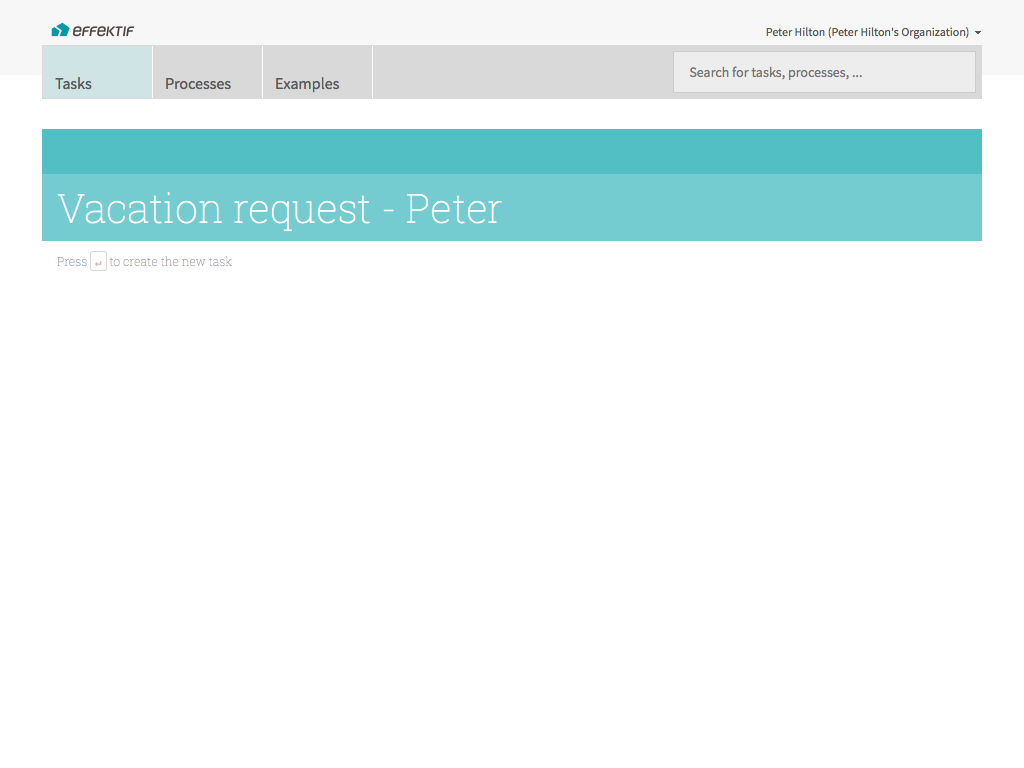 EFFEKTIF
Peter Hilton (Peter Hilton's Organization)
Tasks
Processes
Examples
Search for tasks, processes, ...
Vacation request - Peter
Press ↵ to create the new task